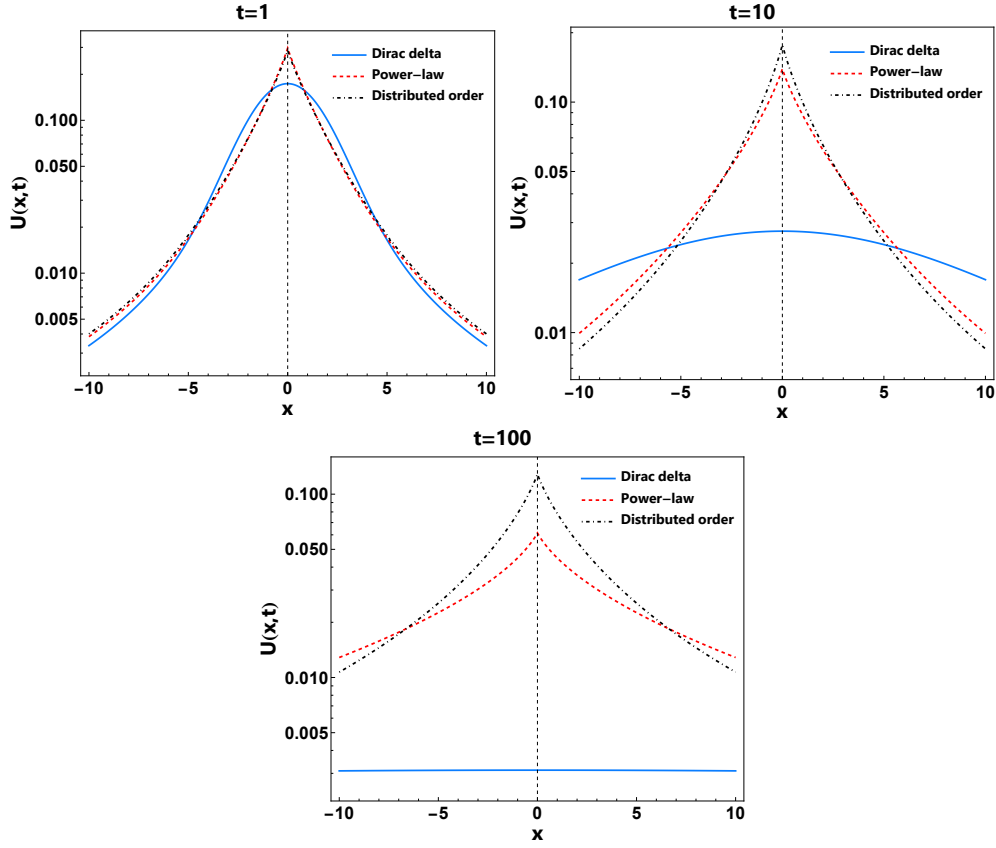 t=1
U(x,t)
0.100
0.050
0.010
0.005
Dirac delta
Power-law
Distributed order
-10
-5
0
5
10
x
t=10
U(x,t)
0.10
0.05
0.01
Dirac delta
Power-law
Distributed order
-10
-5
0
5
10
x
t=100
U(x,t)
0.100
0.050
0.010
0.005
Dirac delta
Power-law
Distributed order
-10
-5
0
5
10
x